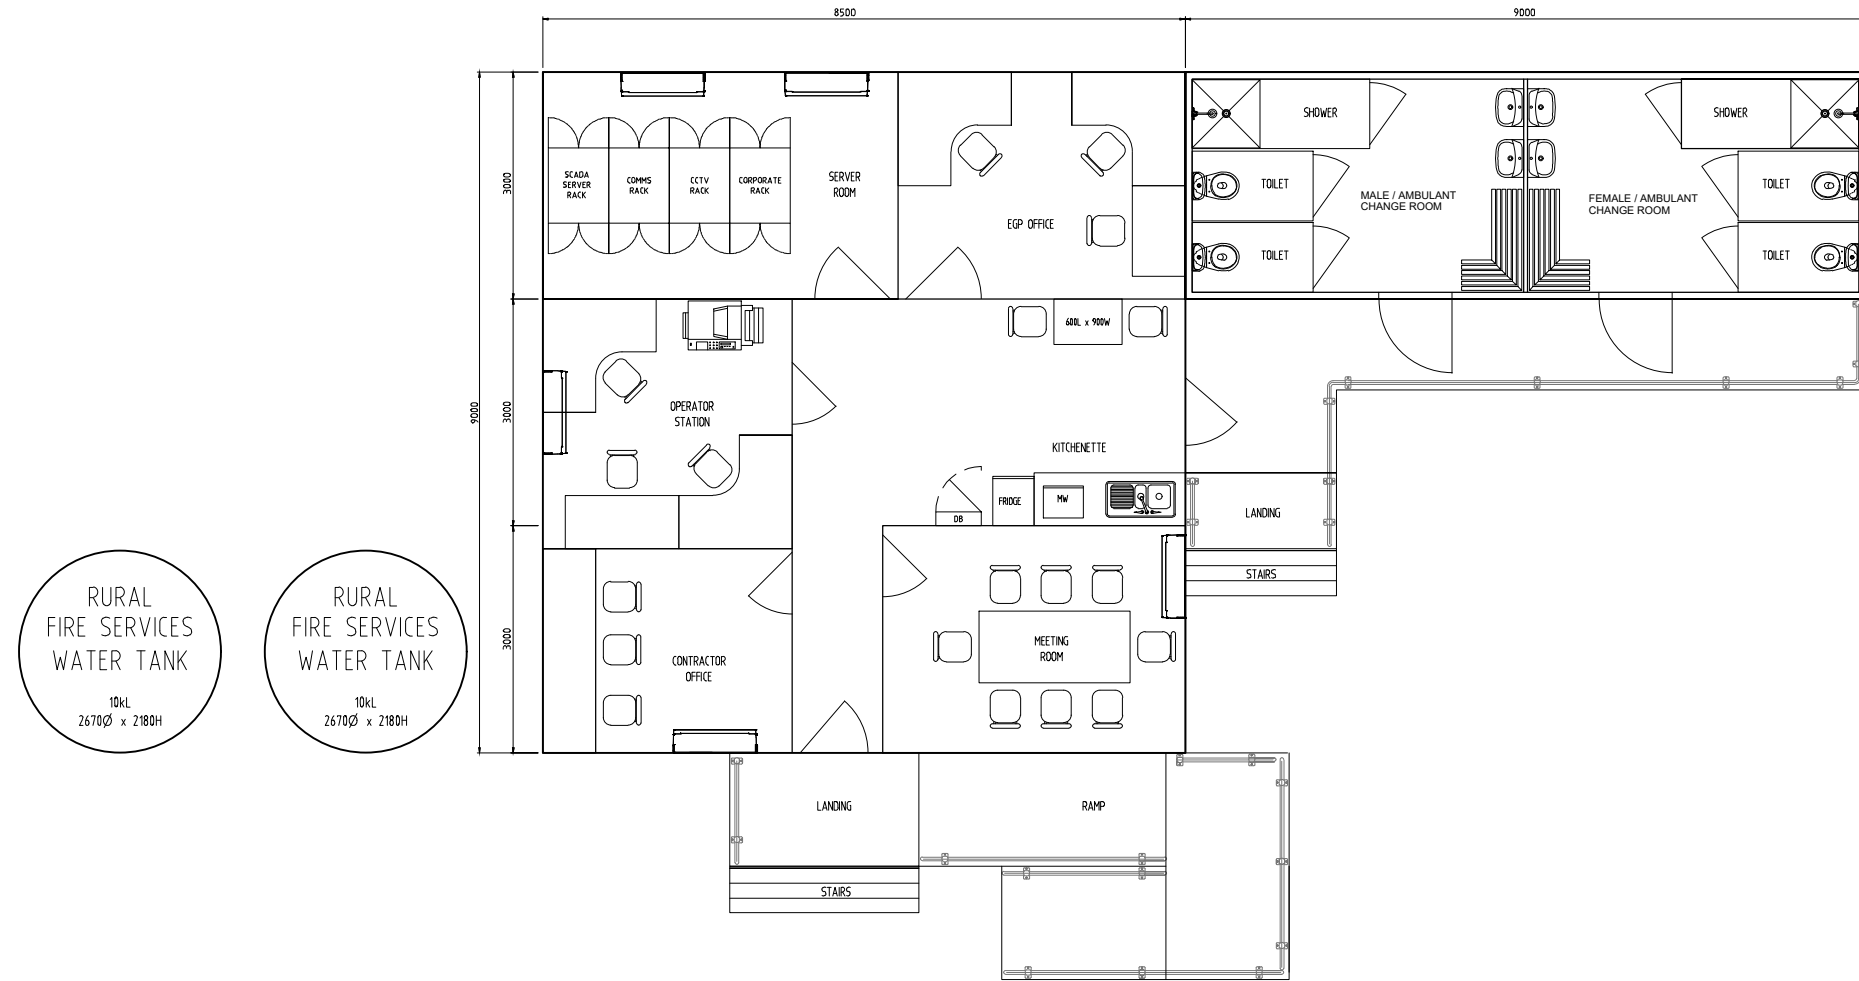 8500
9000
9000
3000
3000
3000
SCADA
SERVER
RACK
COMMS
RACK
CCTV
RACK
CORPORATE
RACK
SERVER
ROOM
EGP OFFICE
SHOWER
TOILET
TOILET
MALE / AMBULANT
CHANGE ROOM
FEMALE / AMBULANT
CHANGE ROOM
SHOWER
TOILET
TOILET
600L x 900W
OPERATOR
STATION
KITCHENETTE
FRIDGE
MW
DB
LANDING
STAIRS
RURAL
FIRE SERVICES
WATER TANK
10kL
2670Ø x 2180H
RURAL
FIRE SERVICES
WATER TANK
10kL
2670Ø x 2180H
CONTRACTOR
OFFICE
MEETING
ROOM
LANDING
RAMP
STAIRS